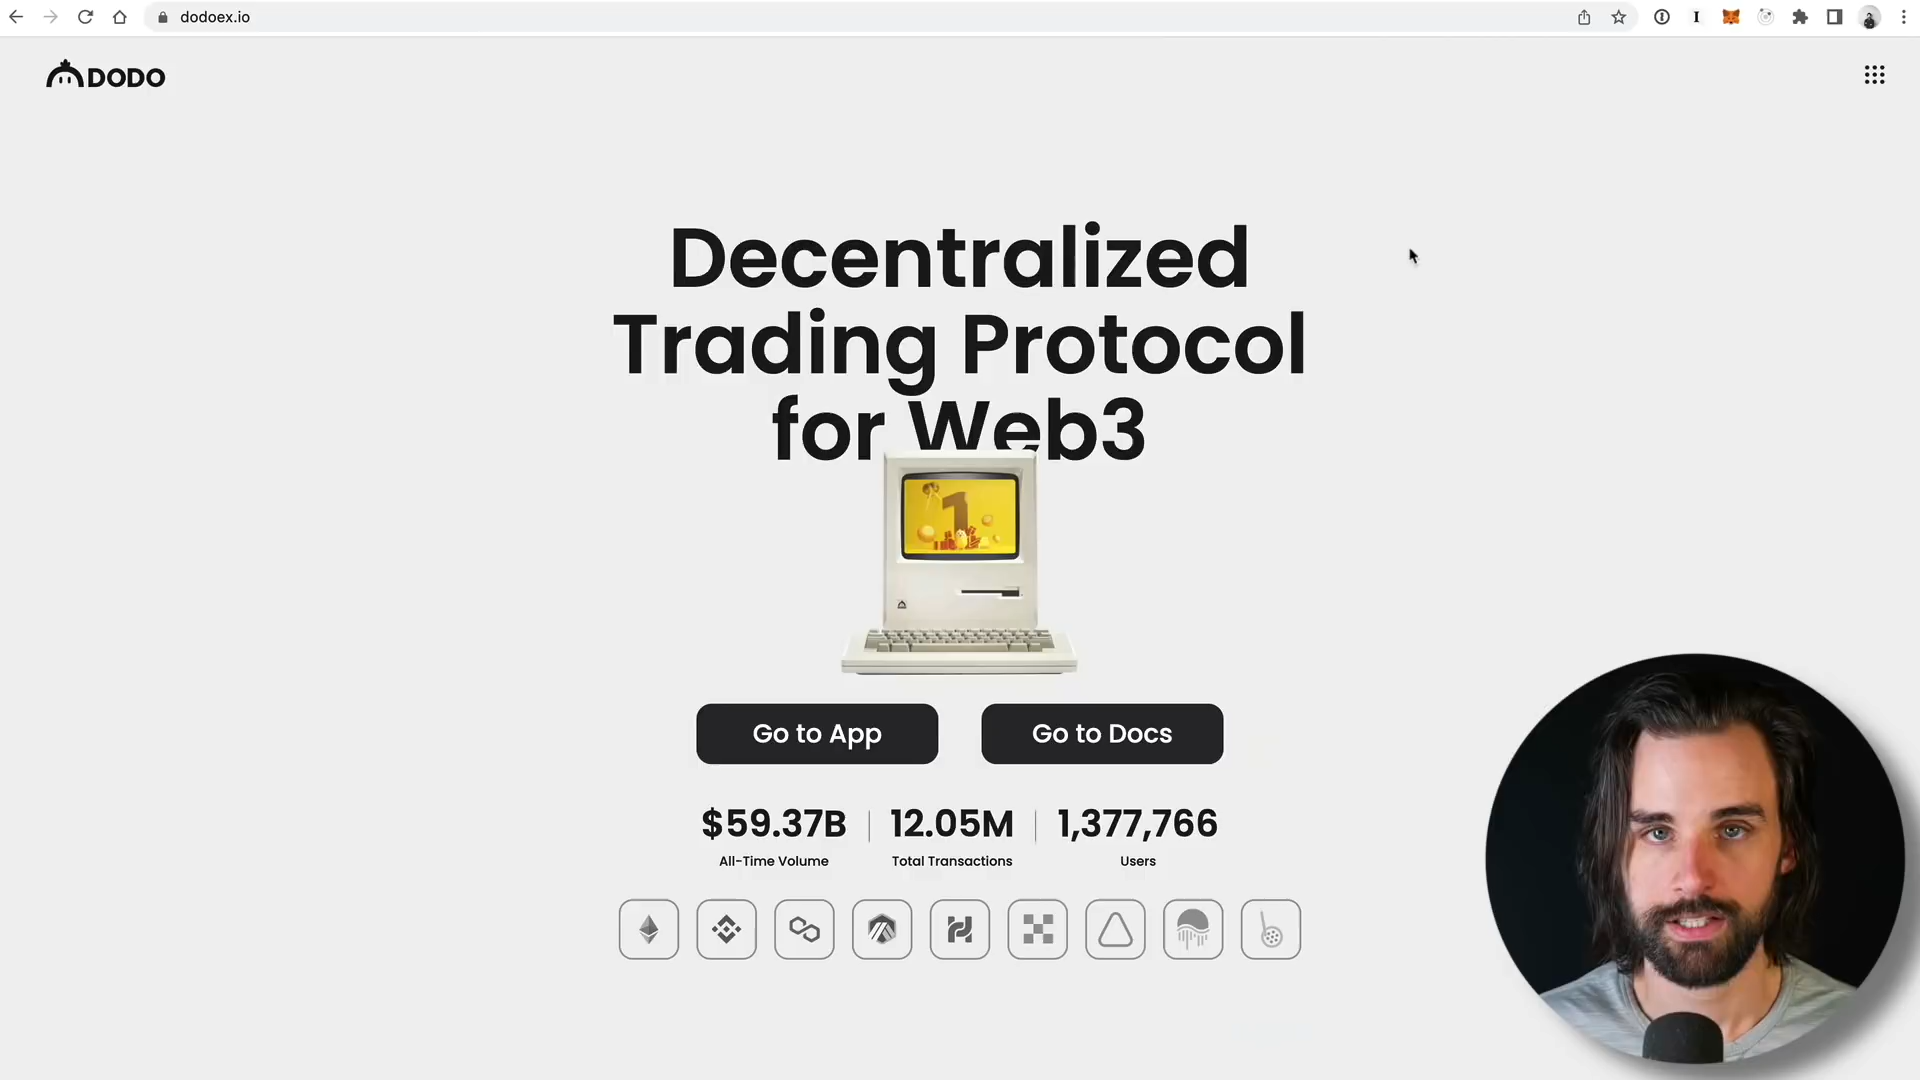 dodoex.io
DODO
Decentralized
Trading Protocol
for Web3
1
Go to App
Go to Docs
$59.37B
12.05M
1,377,766
All-Time Volume
Total Transactions
Users